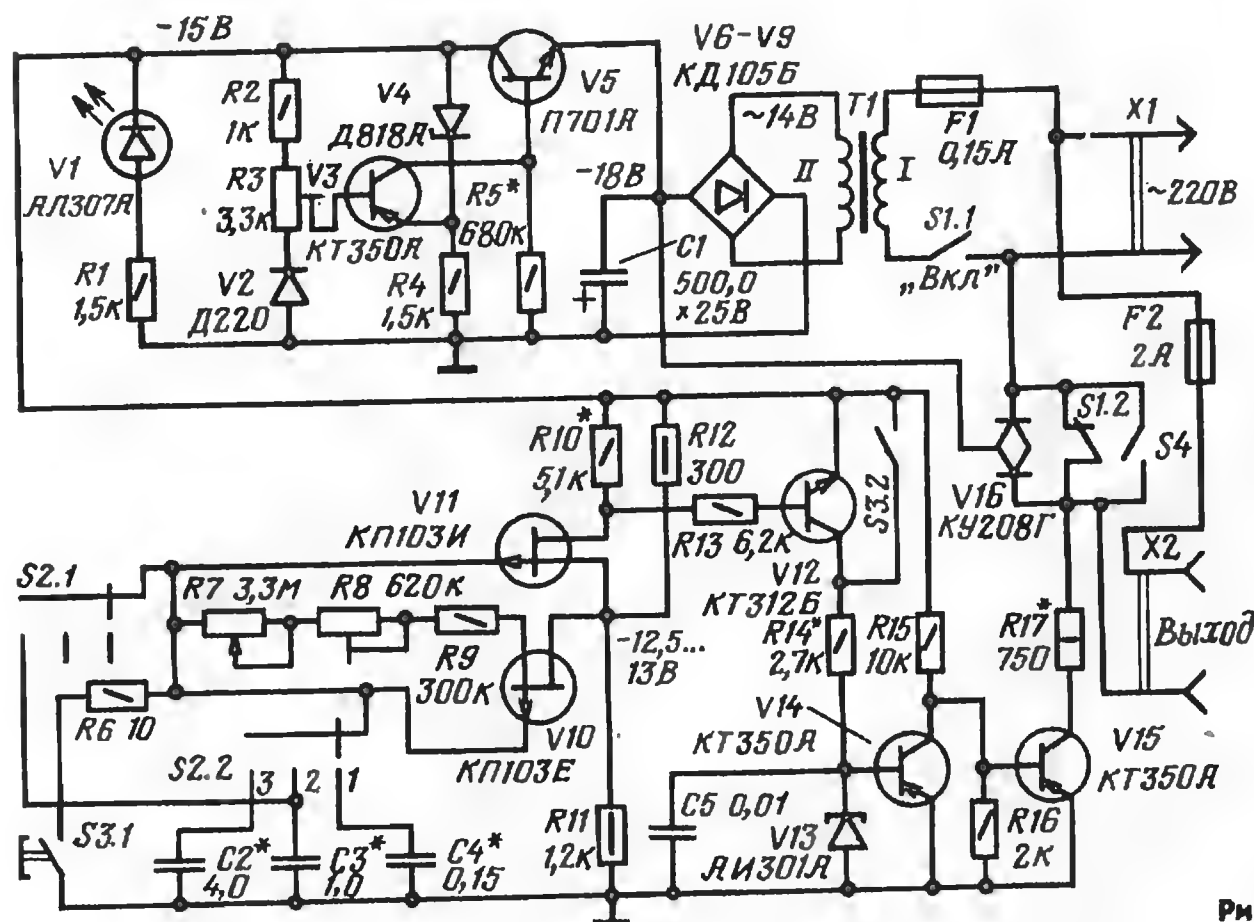 -15В
V6-V9
КД105Б
R2
1к
V4
Д818А
V5
П701А
~14В
T1
F1
0,15А
X1
V1
АЛ307А
R3
3,3к
V3
КТ350А
R5*
680к
-18В
II
I
S1.1
„Вкл"
~220В
R1
1,5к
V2
Д220
R4
1,5к
+
C1
500,0
×25В
F2
2А
R10*
5,1к
R12
300
S1.2
S4
V11
КП103И
R13 6,2к
S3.2
V16
КУ208Г
X2
S2.1
R7 3,3М
R8 620к
V12
КТ312Б
R9
300к
-12,5...
13В
R14*
2,7к
R15
10к
R17*
750
Выход
R6 10
V10
КП103Е
V14
КТ350А
V15
КТ350А
S2.2
3
2
1
C5 0,01
S3.1
C2*
4,0
C3*
1,0
C4*
0,15
R11
1,2к
V13
АИ301А
R16
2к
Ри